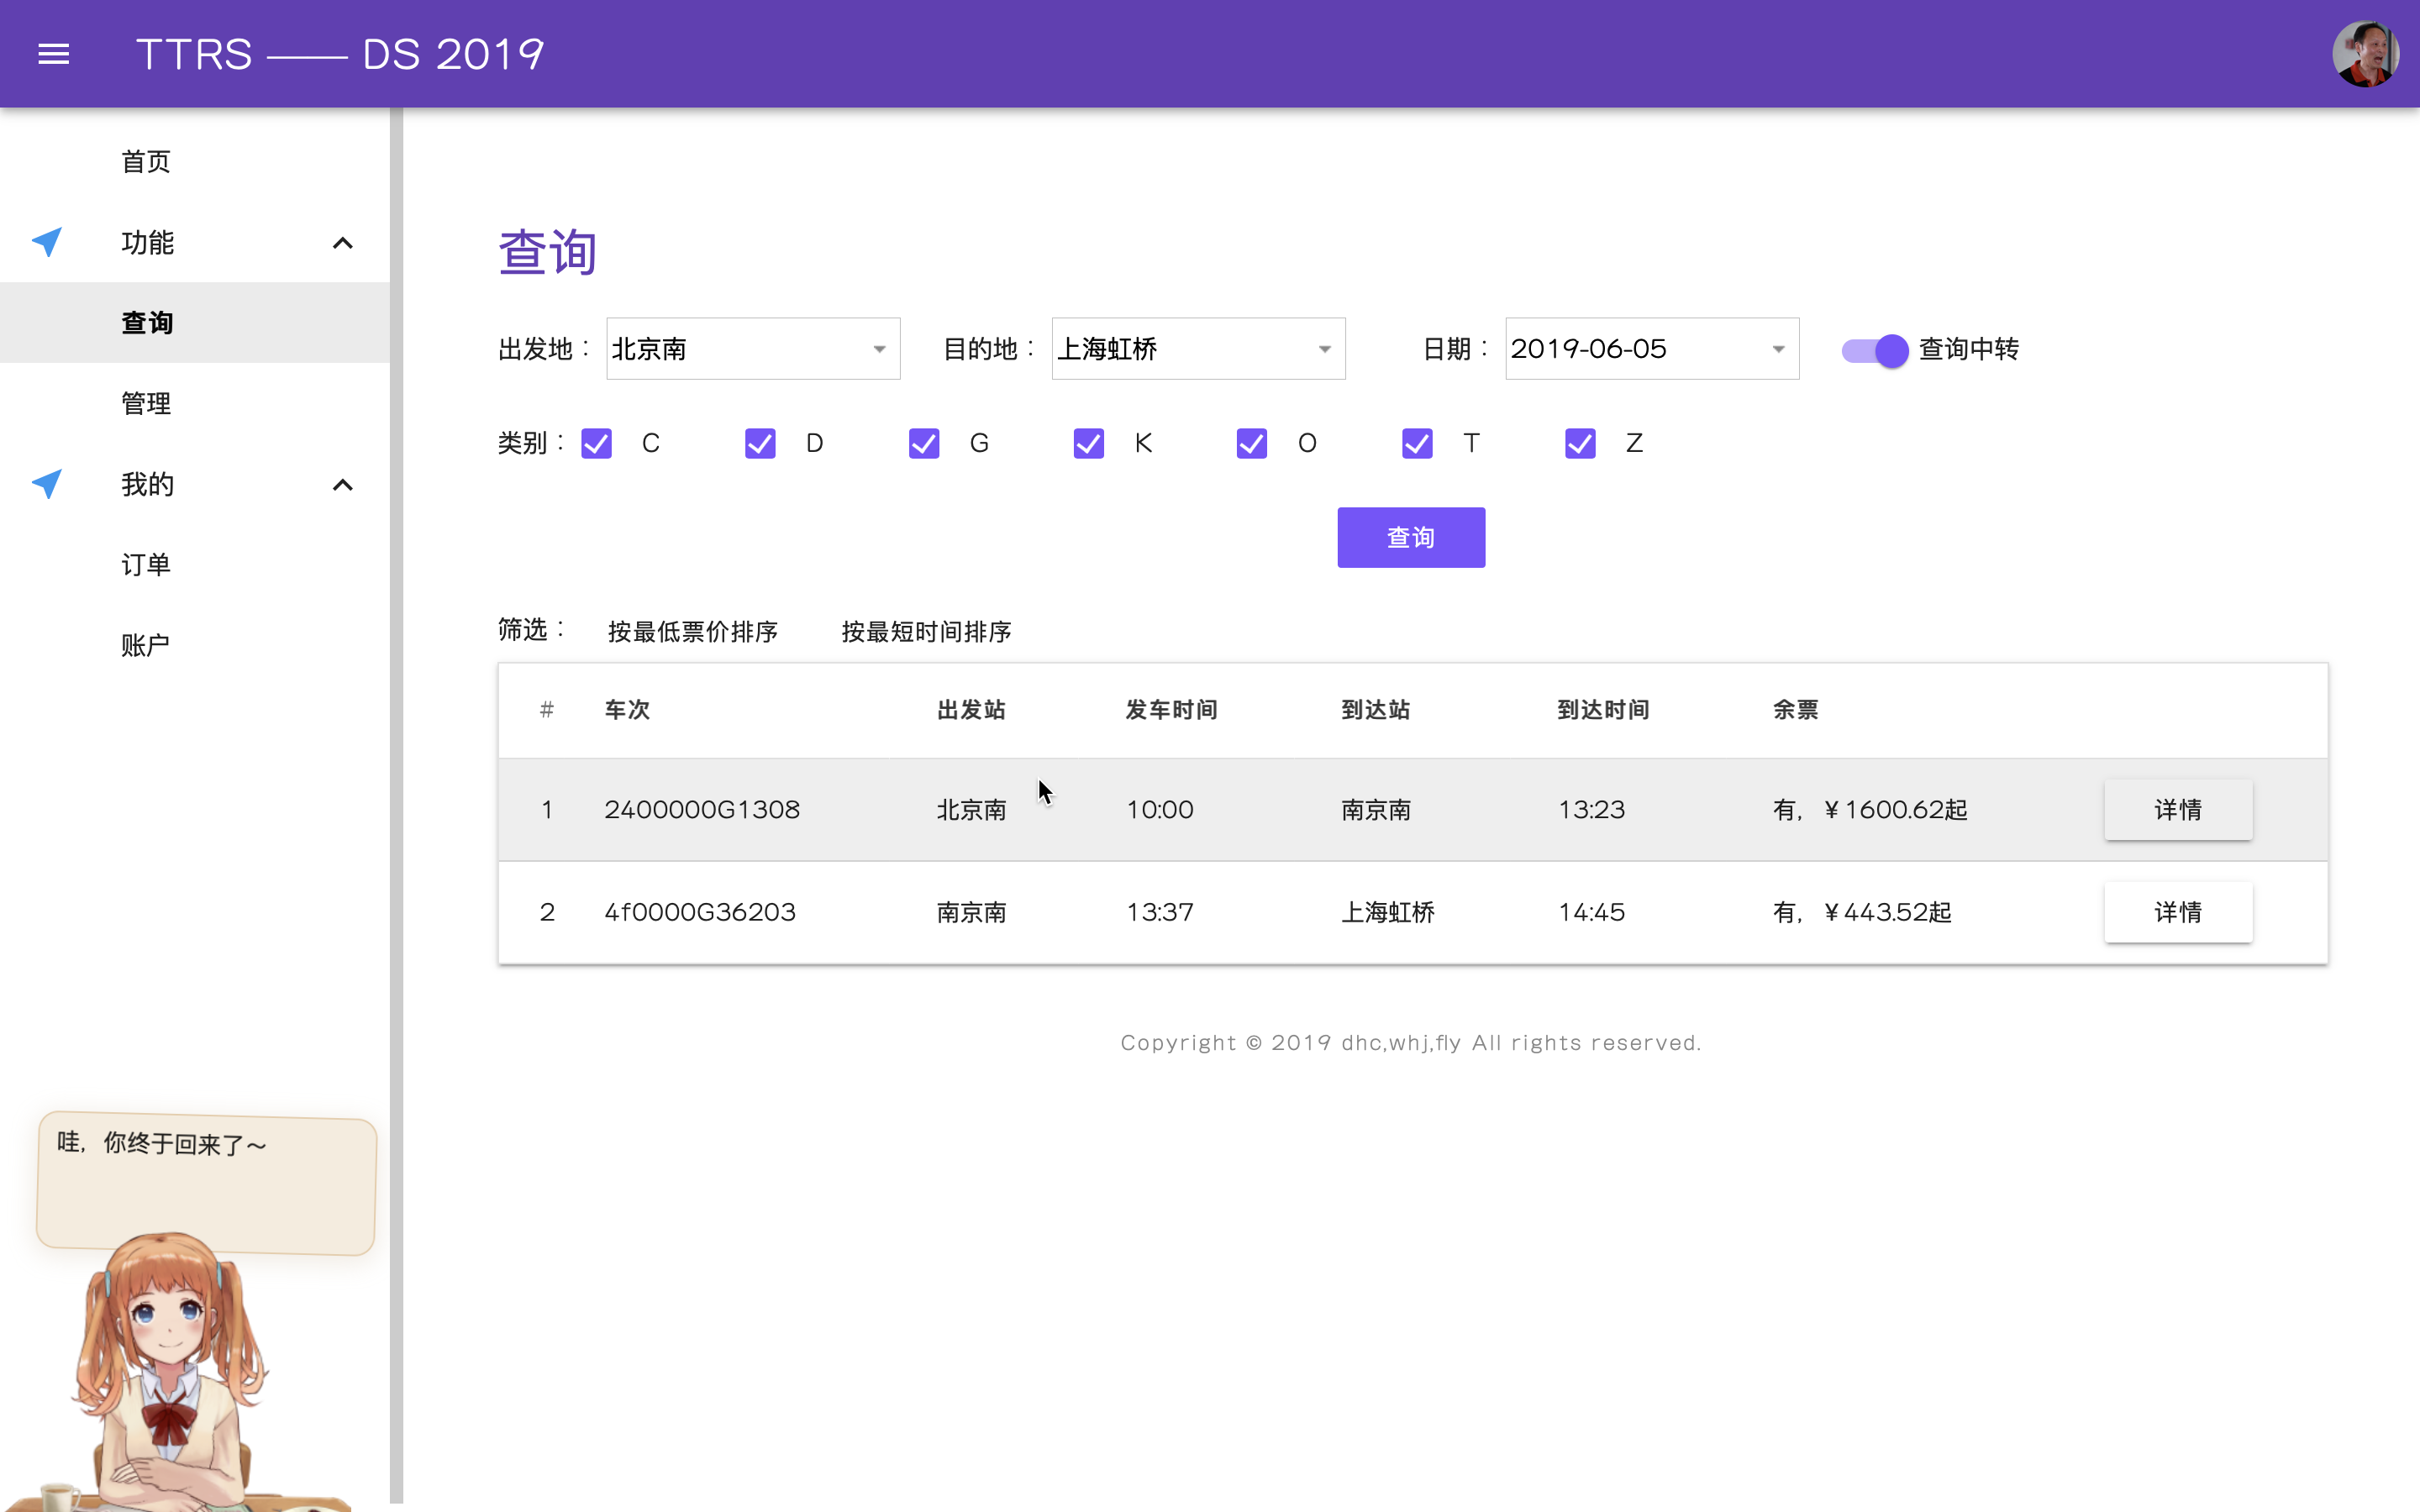 TTRS —— DS 2019
首页
功能
查询
管理
我的
订单
账户
哇，你终于回来了～
查询
出发地： 北京南 目的地： 上海虹桥 日期： 2019-06-05 查询中转
类别： C D G K O T Z
查询
筛选： 按最低票价排序 按最短时间排序
# 车次 出发站 发车时间 到达站 到达时间 余票
1 2400000G1308 北京南 10:00 南京南 13:23 有，￥1600.62起 详情
2 4f0000G36203 南京南 13:37 上海虹桥 14:45 有，￥443.52起 详情
Copyright © 2019 dhc,whj,fly All rights reserved.